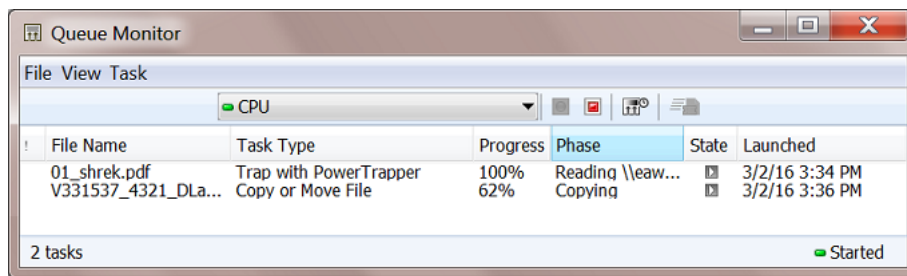 Queue Monitor
File View Task
CPU
! File Name Task Type Progress Phase State Launched
01_shrek.pdf Trap with PowerTrapper 100% Reading \\eaw... 3/2/16 3:34 PM
V331537_4321_DLa... Copy or Move File 62% Copying 3/2/16 3:36 PM
2 tasks Started